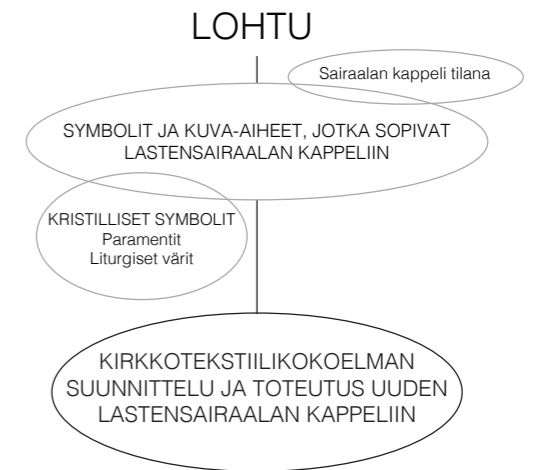 LOHTU
Sairaalan kappeli tilana
SYMBOLIT JA KUVA-AIHEET, JOTKA SOPIVAT
LASTENSAIRAALAN KAPPELIIN
KRISTILLISET SYMBOLIT
Paramentit
Liturgiset värit
KIRKKOTEKSTIILIKOKOELMAN
SUUNNITTELU JA TOTEUTUS UUDEN
LASTENSAIRAALAN KAPPELIIN